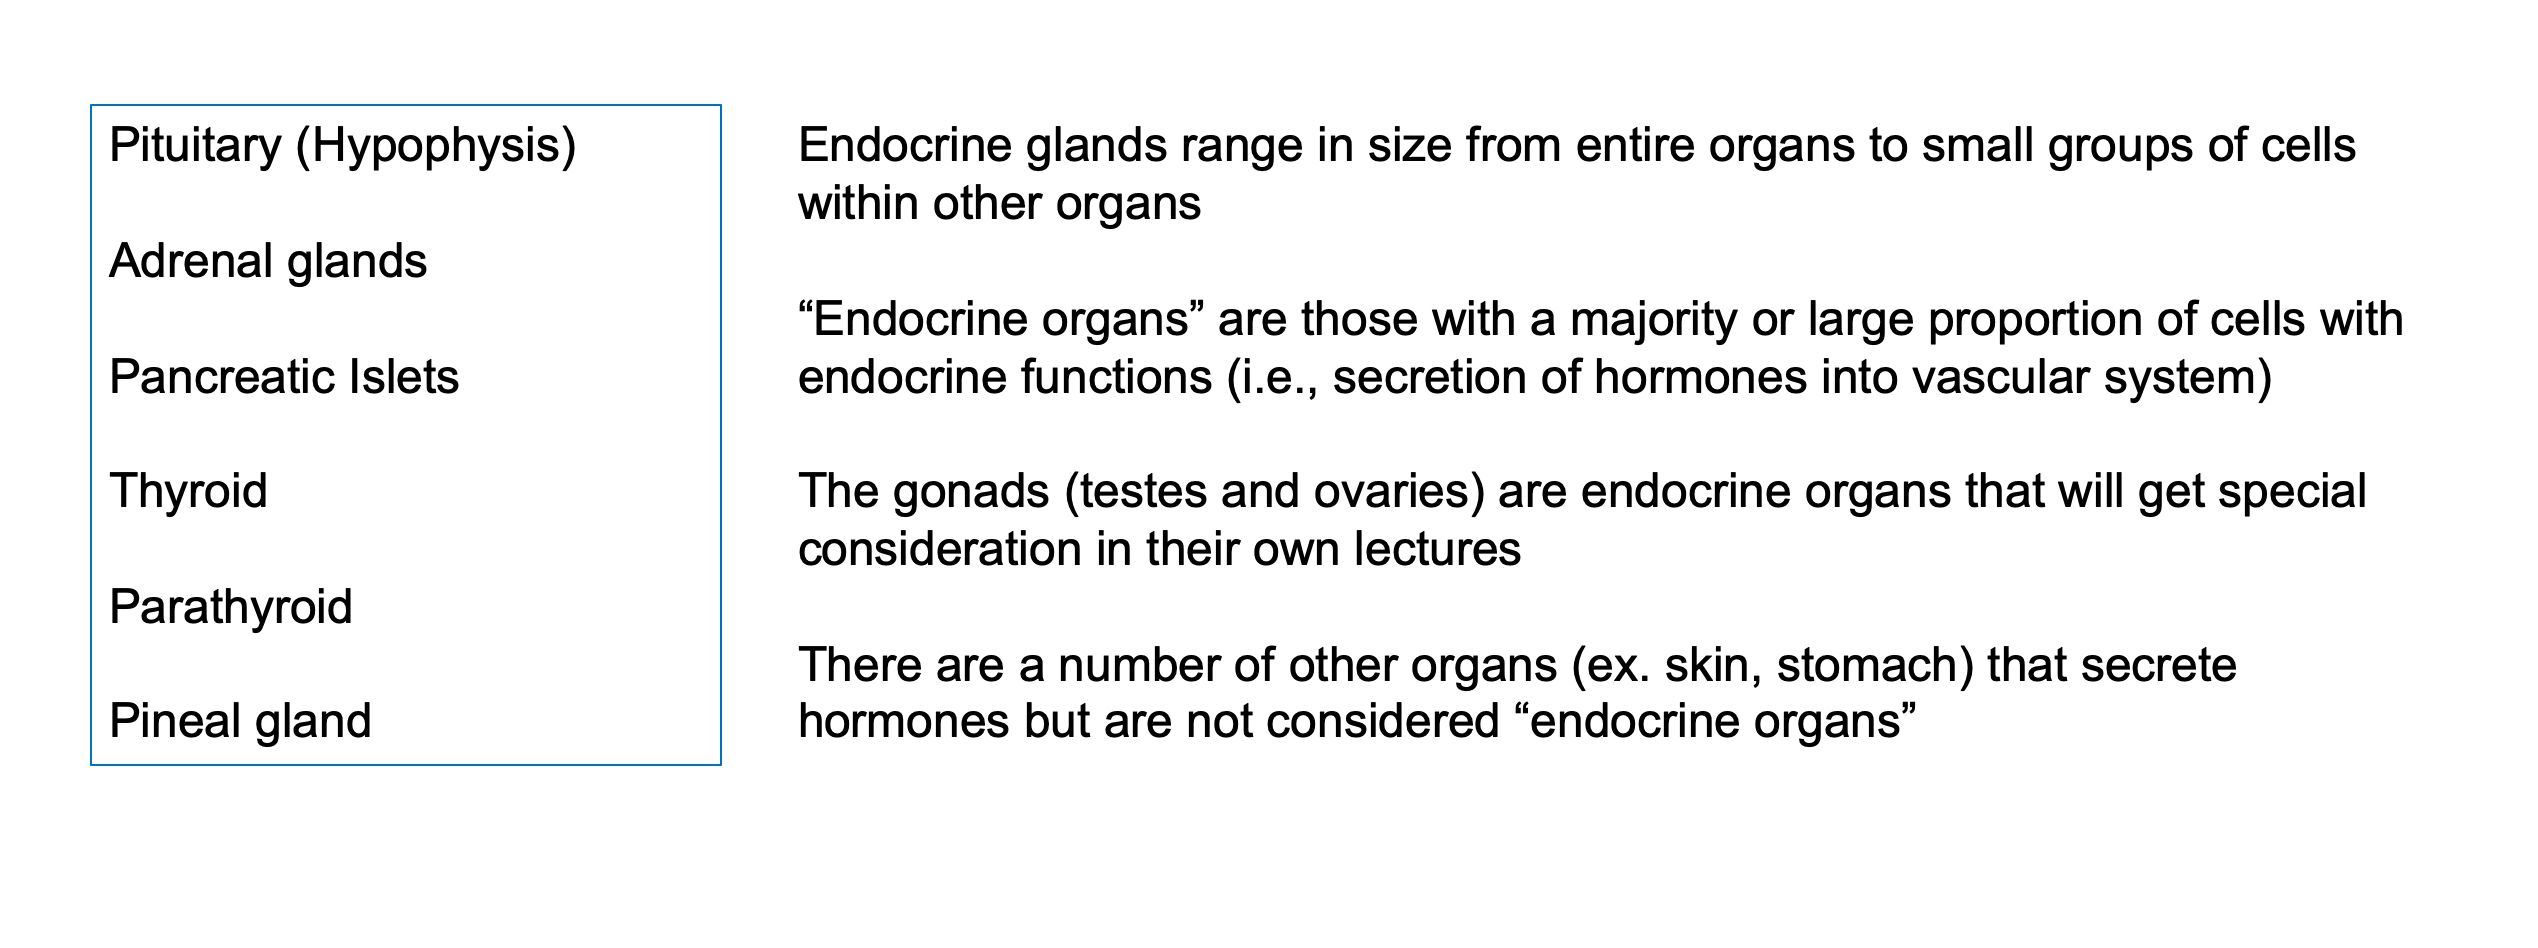 Pituitary (Hypophysis)
Adrenal glands
Pancreatic Islets
Thyroid
Parathyroid
Pineal gland
Endocrine glands range in size from entire organs to small groups of cells
within other organs
“Endocrine organs” are those with a majority or large proportion of cells with
endocrine functions (i.e., secretion of hormones into vascular system)
The gonads (testes and ovaries) are endocrine organs that will get special
consideration in their own lectures
There are a number of other organs (ex. skin, stomach) that secrete
hormones but are not considered “endocrine organs”